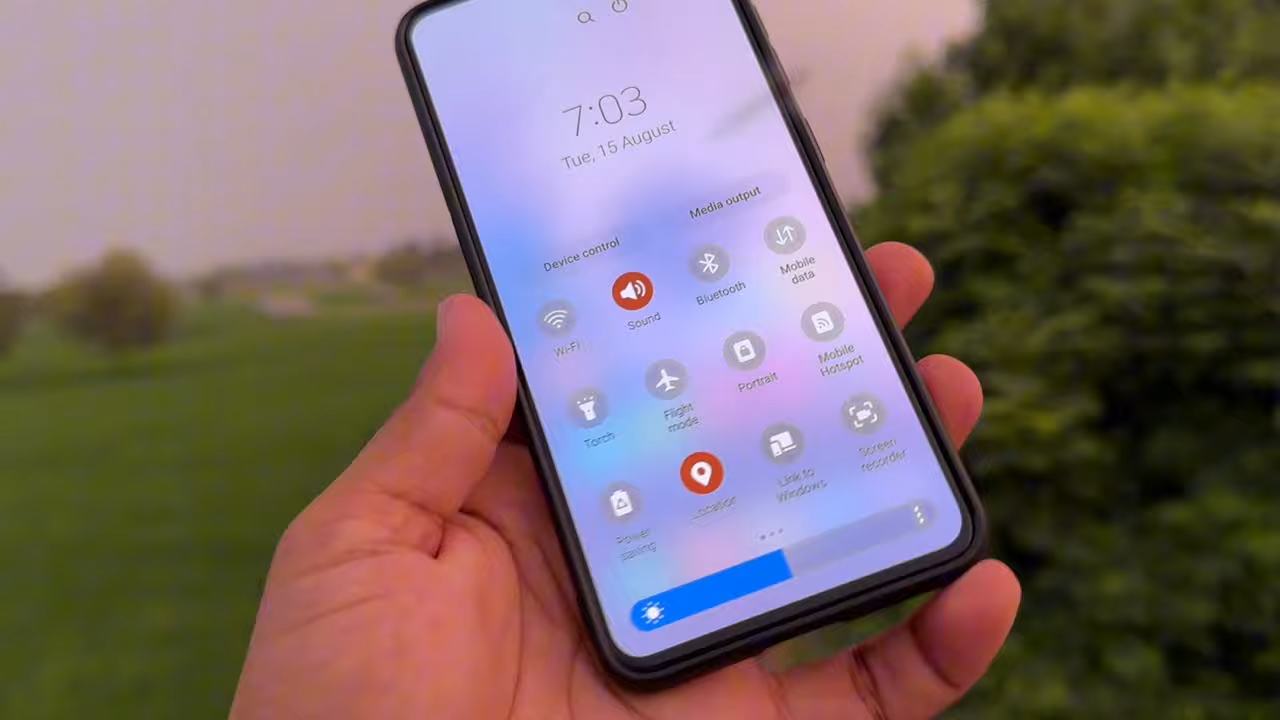 7:03
Tue, 15 August
Device control
Media output
Wi-Fi
Sound
Bluetooth
Mobile
data
Torch
Flight
mode
Portrait
Mobile
Hotspot
Power
saving
Location
Link to
Windows
Screen
recorder